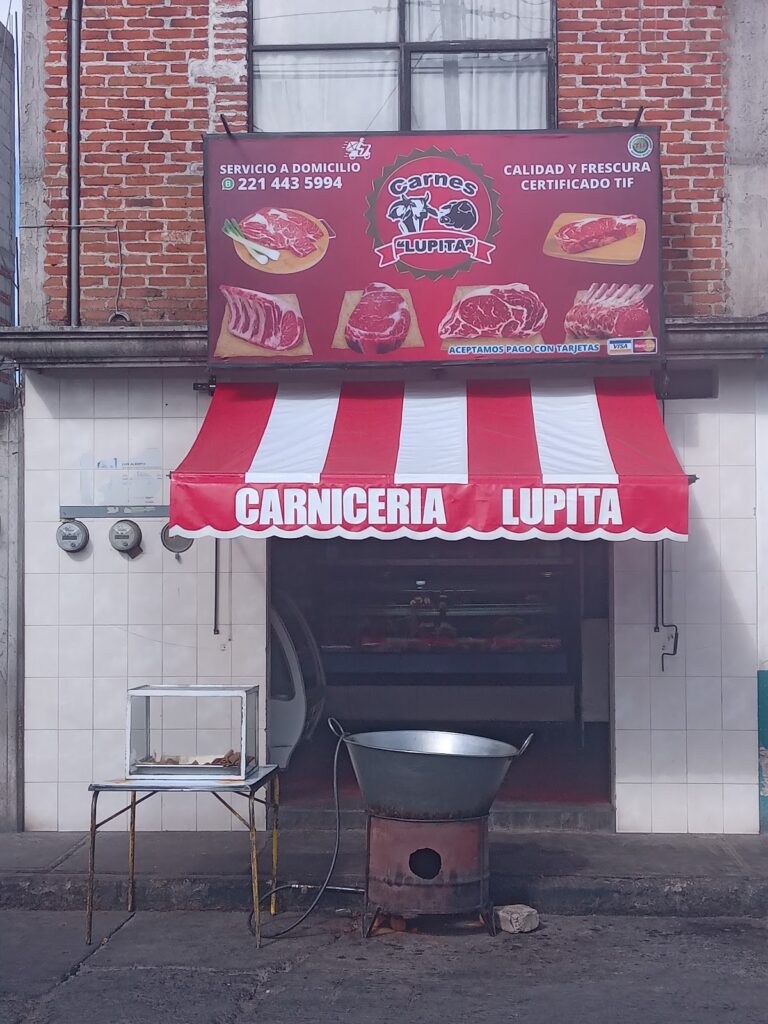 SERVICIO A DOMICILIO
221 443 5994
Carnes
"LUPITA"
CALIDAD Y FRESCURA
CERTIFICADO TIF
ACEPTAMOS PAGO CON TARJETAS
VISA
CARNICERIA LUPITA